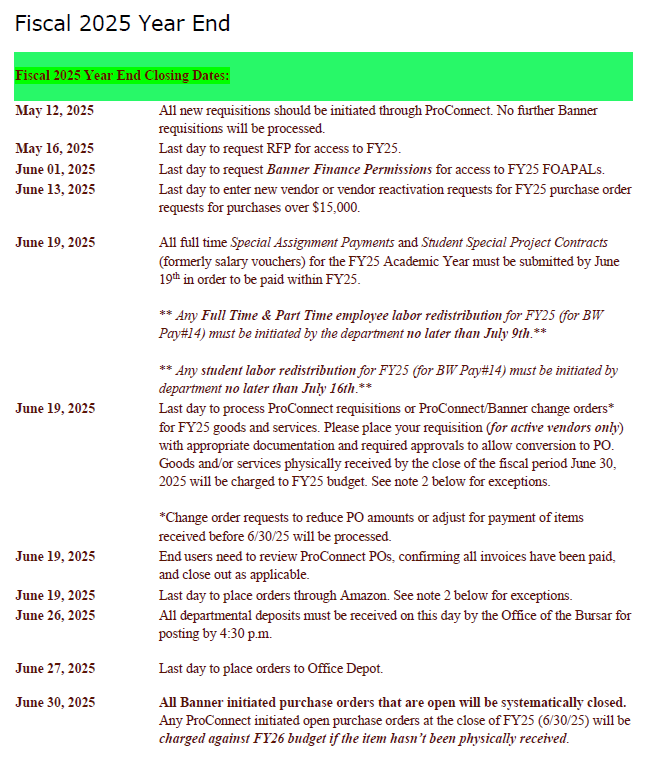 Fiscal 2025 Year End
Fiscal 2025 Year End Closing Dates:
May 12, 2025 All new requisitions should be initiated through ProConnect. No further Banner
requisitions will be processed.
May 16, 2025 Last day to request RFP for access to FY25.
June 01, 2025 Last day to request Banner Finance Permissions for access to FY25 FOAPALs.
June 13, 2025 Last day to enter new vendor or vendor reactivation requests for FY25 purchase order
requests for purchases over $15,000.
June 19, 2025 All full time Special Assignment Payments and Student Special Project Contracts
(formerly salary vouchers) for the FY25 Academic Year must be submitted by June
19th in order to be paid within FY25.
** Any Full Time & Part Time employee labor redistribution for FY25 (for BW
Pay#14) must be initiated by the department no later than July 9th.**
** Any student labor redistribution for FY25 (for BW Pay#14) must be initiated by
department no later than July 16th.**
June 19, 2025 Last day to process ProConnect requisitions or ProConnect/Banner change orders*
for FY25 goods and services. Please place your requisition (for active vendors only)
with appropriate documentation and required approvals to allow conversion to PO.
Goods and/or services physically received by the close of the fiscal period June 30,
2025 will be charged to FY25 budget. See note 2 below for exceptions.
*Change order requests to reduce PO amounts or adjust for payment of items
received before 6/30/25 will be processed.
June 19, 2025 End users need to review ProConnect POs, confirming all invoices have been paid,
and close out as applicable.
June 19, 2025 Last day to place orders through Amazon. See note 2 below for exceptions.
June 26, 2025 All departmental deposits must be received on this day by the Office of the Bursar for
posting by 4:30 p.m.
June 27, 2025 Last day to place orders to Office Depot.
June 30, 2025 All Banner initiated purchase orders that are open will be systematically closed.
Any ProConnect initiated open purchase orders at the close of FY25 (6/30/25) will be
charged against FY26 budget if the item hasn't been physically received.